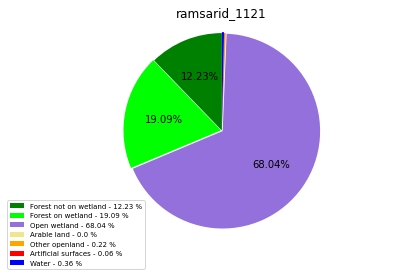 ramsarid_1121
12.23%
19.09%
68.04%
Forest not on wetland - 12.23 %
Forest on wetland - 19.09 %
Open wetland - 68.04 %
Arable land - 0.0 %
Other openland - 0.22 %
Artificial surfaces - 0.06 %
Water - 0.36 %